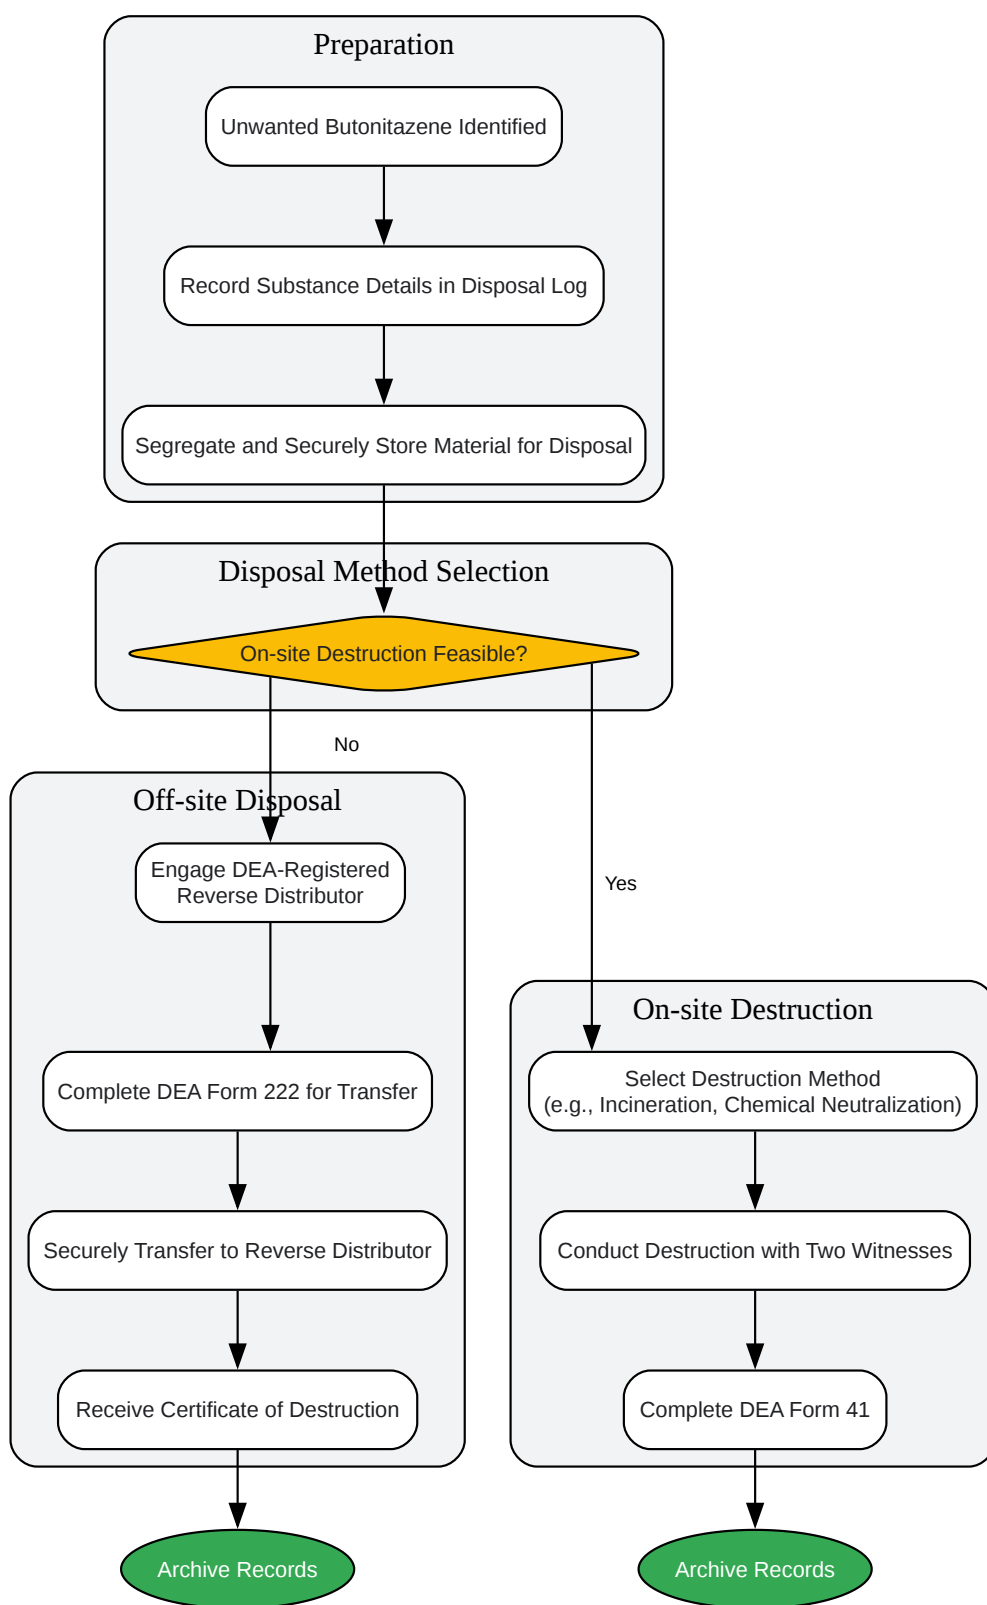 Preparation
Unwanted Butonitazene Identified
Record Substance Details in Disposal Log
Segregate and Securely Store Material for Disposal
Disposal Method Selection
On-site Destruction Feasible?
No
Off-site Disposal
Engage DEA-Registered
Reverse Distributor
Yes
On-site Destruction
Complete DEA Form 222 for Transfer
Select Destruction Method
(e.g., Incineration, Chemical Neutralization)
Securely Transfer to Reverse Distributor
Conduct Destruction with Two Witnesses
Receive Certificate of Destruction
Complete DEA Form 41
Archive Records
Archive Records